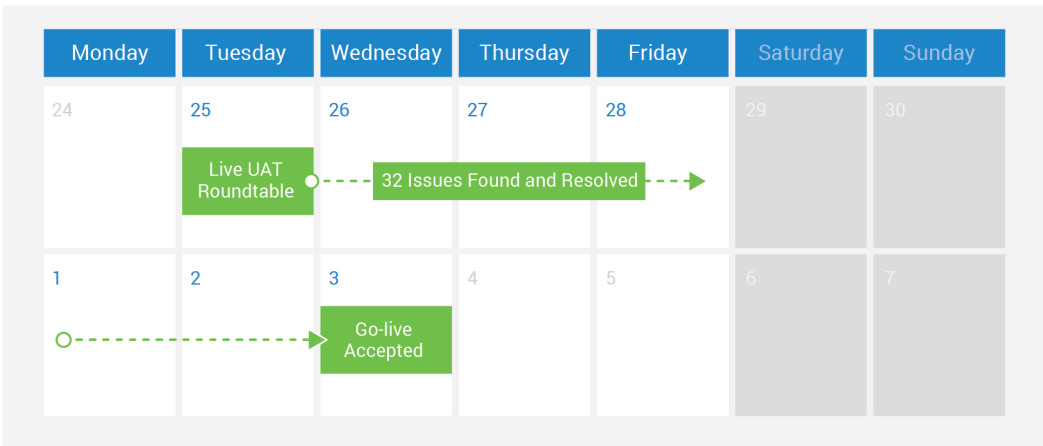 Monday Tuesday Wednesday Thursday Friday Saturday Sunday
24 25 26 27 28 29 30
Live UAT
Roundtable
32 Issues Found and Resolved
1 2 3 4 5 6 7
Go-live
Accepted